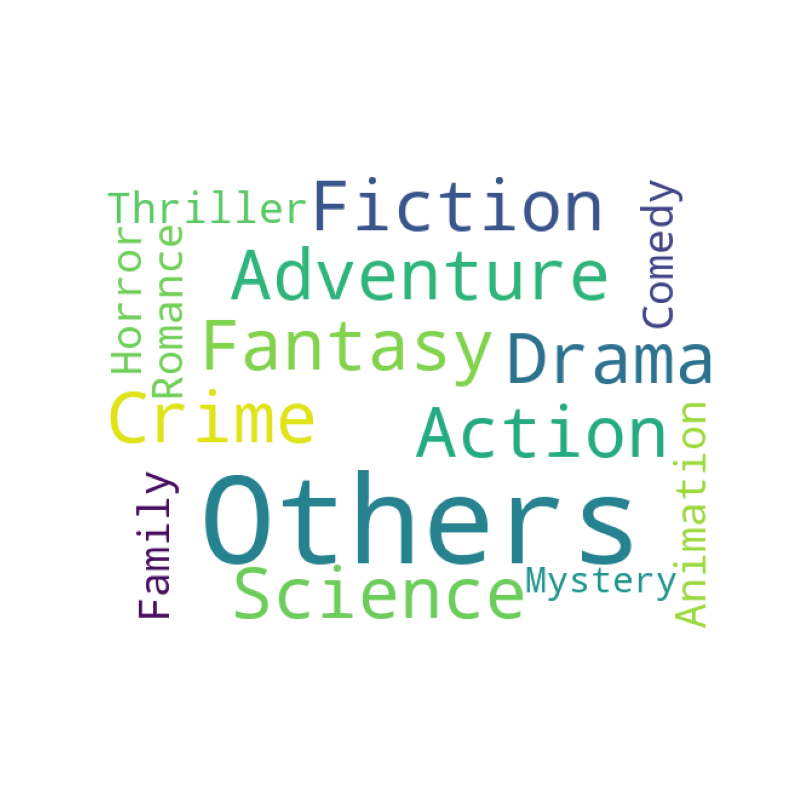 Thriller
Fiction
Comedy
Horror
Romance
Adventure
Fantasy
Drama
Crime
Action
Animation
Family
Others
Science
Mystery